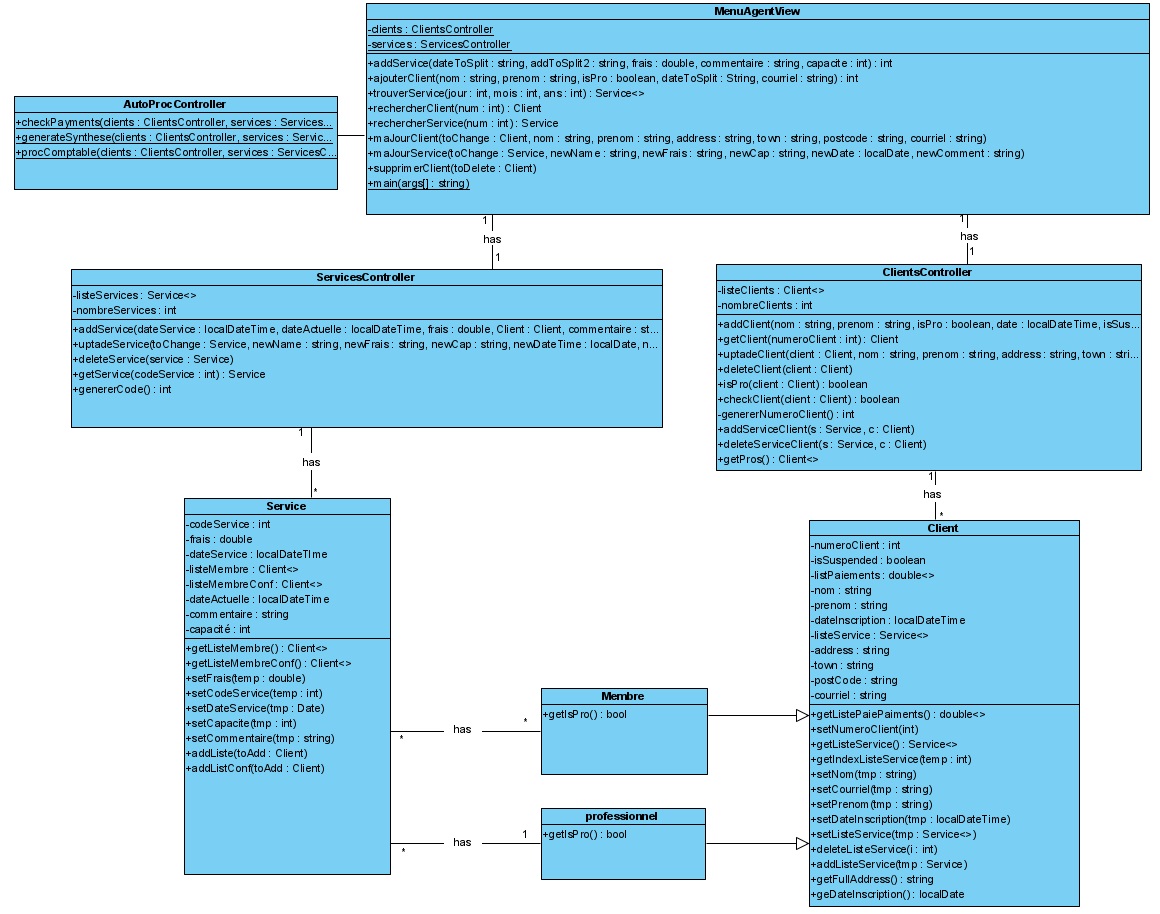 MenuAgentView
-clients : ClientsController
-services : ServicesController
+addService(dateToSplit : string, addToSplit2 : string, frais : double, commentaire : string, capacite : int) : int
+ajouterClient(nom : string, prenom : string, isPro : boolean, dateToSplit : String, courriel : string) : int
+trouverService(jour : int, mois : int, ans : int) : Service<>
+rechercherClient(num : int) : Client
+rechercherService(num : int) : Service
+maJourClient(toChange : Client, nom : string, prenom : string, address : string, town : string, postcode : string, courriel : string)
+maJourService(toChange : Service, newName : string, newFrais : string, newCap : string, newDate : localDate, newComment : string)
+supprimerClient(toDelete : Client)
+main(args[] : string)
AutoProcController
+checkPayments(clients : ClientsController, services : Services...
+generateSynthese(clients : ClientsController, services : Servic...
+procComptable(clients : ClientsController, services : ServicesC...
1
has
1
1
has
1
ServicesController
-listeServices : Service<>
-nombreServices : int
+addService(dateService : localDateTime, dateActuelle : localDateTime, frais : double, Client : Client, commentaire : st...
+uptadeService(toChange : Service, newName : string, newFrais : string, newCap : string, newDateTime : localDate, n...
+deleteService(service : Service)
+getService(codeService : int) : Service
+genererCode() : int
ClientsController
-listeClients : Client<>
-nombreClients : int
+addClient(nom : string, prenom : string, isPro : boolean, date : localDateTime, isSus...
+getClient(numeroClient : int) : Client
+uptadeClient(client : Client, nom : string, prenom : string, address : string, town : stri...
+deleteClient(client : Client)
+isPro(client : Client) : boolean
+checkClient(client : Client) : boolean
-genererNumeroClient() : int
+addServiceClient(s : Service, c : Client)
+deleteServiceClient(s : Service, c : Client)
+getPros() : Client<>
1
has
*
1
has
*
Service
-codeService : int
-frais : double
-dateService : localDateTIme
-listeMembre : Client<>
-listeMembreConf : Client<>
-dateActuelle : localDateTime
-commentaire : string
-capacité : int
+getListeMembre() : Client<>
+getListeMembreConf() : Client<>
+setFrais(temp : double)
+setCodeService(temp : int)
+setDateService(tmp : Date)
+setCapacite(tmp : int)
+setCommentaire(tmp : string)
+addListe(toAdd : Client)
+addListConf(toAdd : Client)
*
has
*
Membre
+getIsPro() : bool
*
has
1
professionnel
+getIsPro() : bool
Client
-numeroClient : int
-isSuspended : boolean
-listPaiements : double<>
-nom : string
-prenom : string
-dateInscription : localDateTime
-listeService : Service<>
-address : string
-town : string
-postCode : string
-courriel : string
+getListePaiePaiments() : double<>
+setNumeroClient(int)
+getListeService() : Service<>
+getIndexListeService(temp : int)
+setNom(tmp : string)
+setCourriel(tmp : string)
+setPrenom(tmp : string)
+setDateInscription(tmp : localDateTime)
+setListeService(tmp : Service<>)
+deleteListeService(i : int)
+addListeService(tmp : Service)
+getFullAddress() : string
+geDateInscription() : localDate